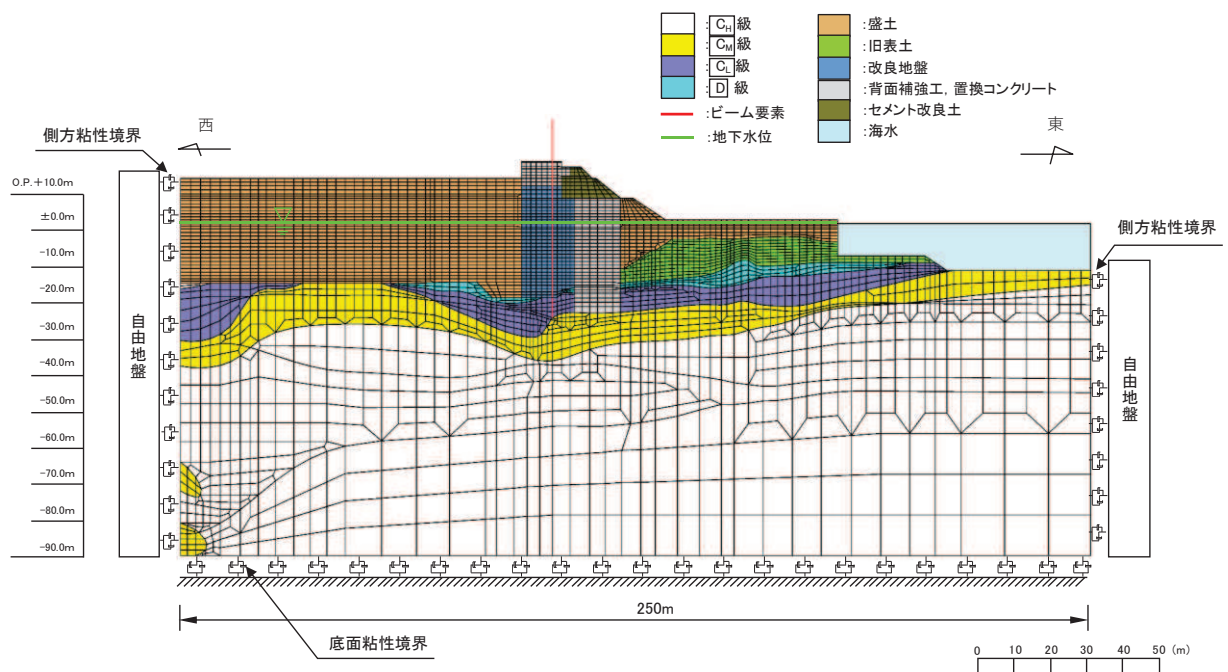 :CH級
:CM級
:CL級
:D 級
:ビーム要素
:地下水位
:盛土
:旧表土
:改良地盤
:背面補強工, 置換コンクリート
:セメント改良土
:海水
側方粘性境界
西
東
側方粘性境界
O.P.+10.0m
±0.0m
-10.0m
-20.0m
-30.0m
-40.0m
-50.0m
-60.0m
-70.0m
-80.0m
-90.0m
自由地盤
自由地盤
250m
底面粘性境界
0 10 20 30 40 50 (m)